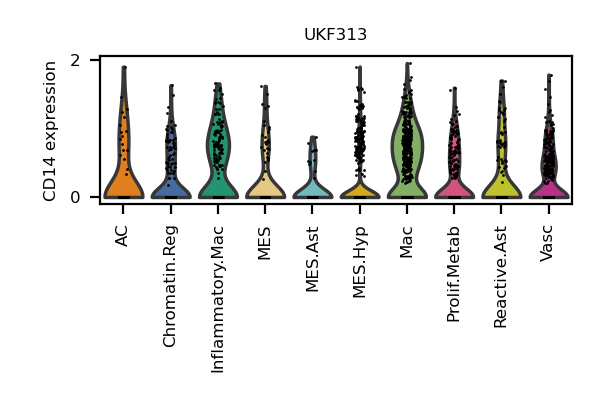 UKF313
CD14 expression
2
0
AC
Chromatin.Reg
Inflammatory.Mac
MES
MES.Ast
MES.Hyp
Mac
Prolif.Metab
Reactive.Ast
Vasc